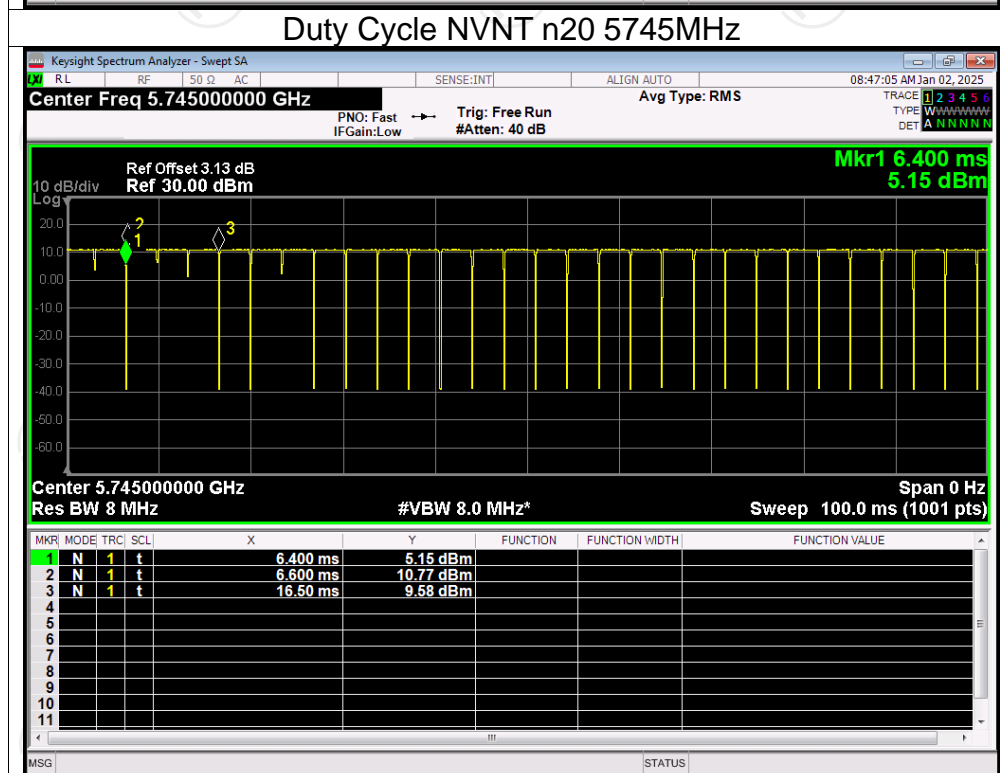 Duty Cycle NVNT n20 5745MHz
Keysight Spectrum Analyzer - Swept SA
LXI RL RF 50 Ω AC SENSE:INT ALIGN AUTO 08:47:05 AM Jan 02, 2025
Center Freq 5.745000000 GHz Avg Type: RMS TRACE 1 2 3 4 5 6
PNO: Fast Trig: Free Run TYPE WWWWWW
IFGain:Low #Atten: 40 dB DET A N N N N N
Mkr1 6.400 ms
Ref Offset 3.13 dB
10 dB/div Ref 30.00 dBm 5.15 dBm
Log
20.0
2
1
3
10.0
0.00
-10.0
-20.0
-30.0
-40.0
-50.0
-60.0
Center 5.745000000 GHz Span 0 Hz
Res BW 8 MHz #VBW 8.0 MHz* Sweep 100.0 ms (1001 pts)
MKR MODE TRC SCL X Y FUNCTION FUNCTION WIDTH FUNCTION VALUE
1 N 1 t 6.400 ms 5.15 dBm
2 N 1 t 6.600 ms 10.77 dBm
3 N 1 t 16.50 ms 9.58 dBm
4
5
6
7
8
9
10
11
MSG STATUS